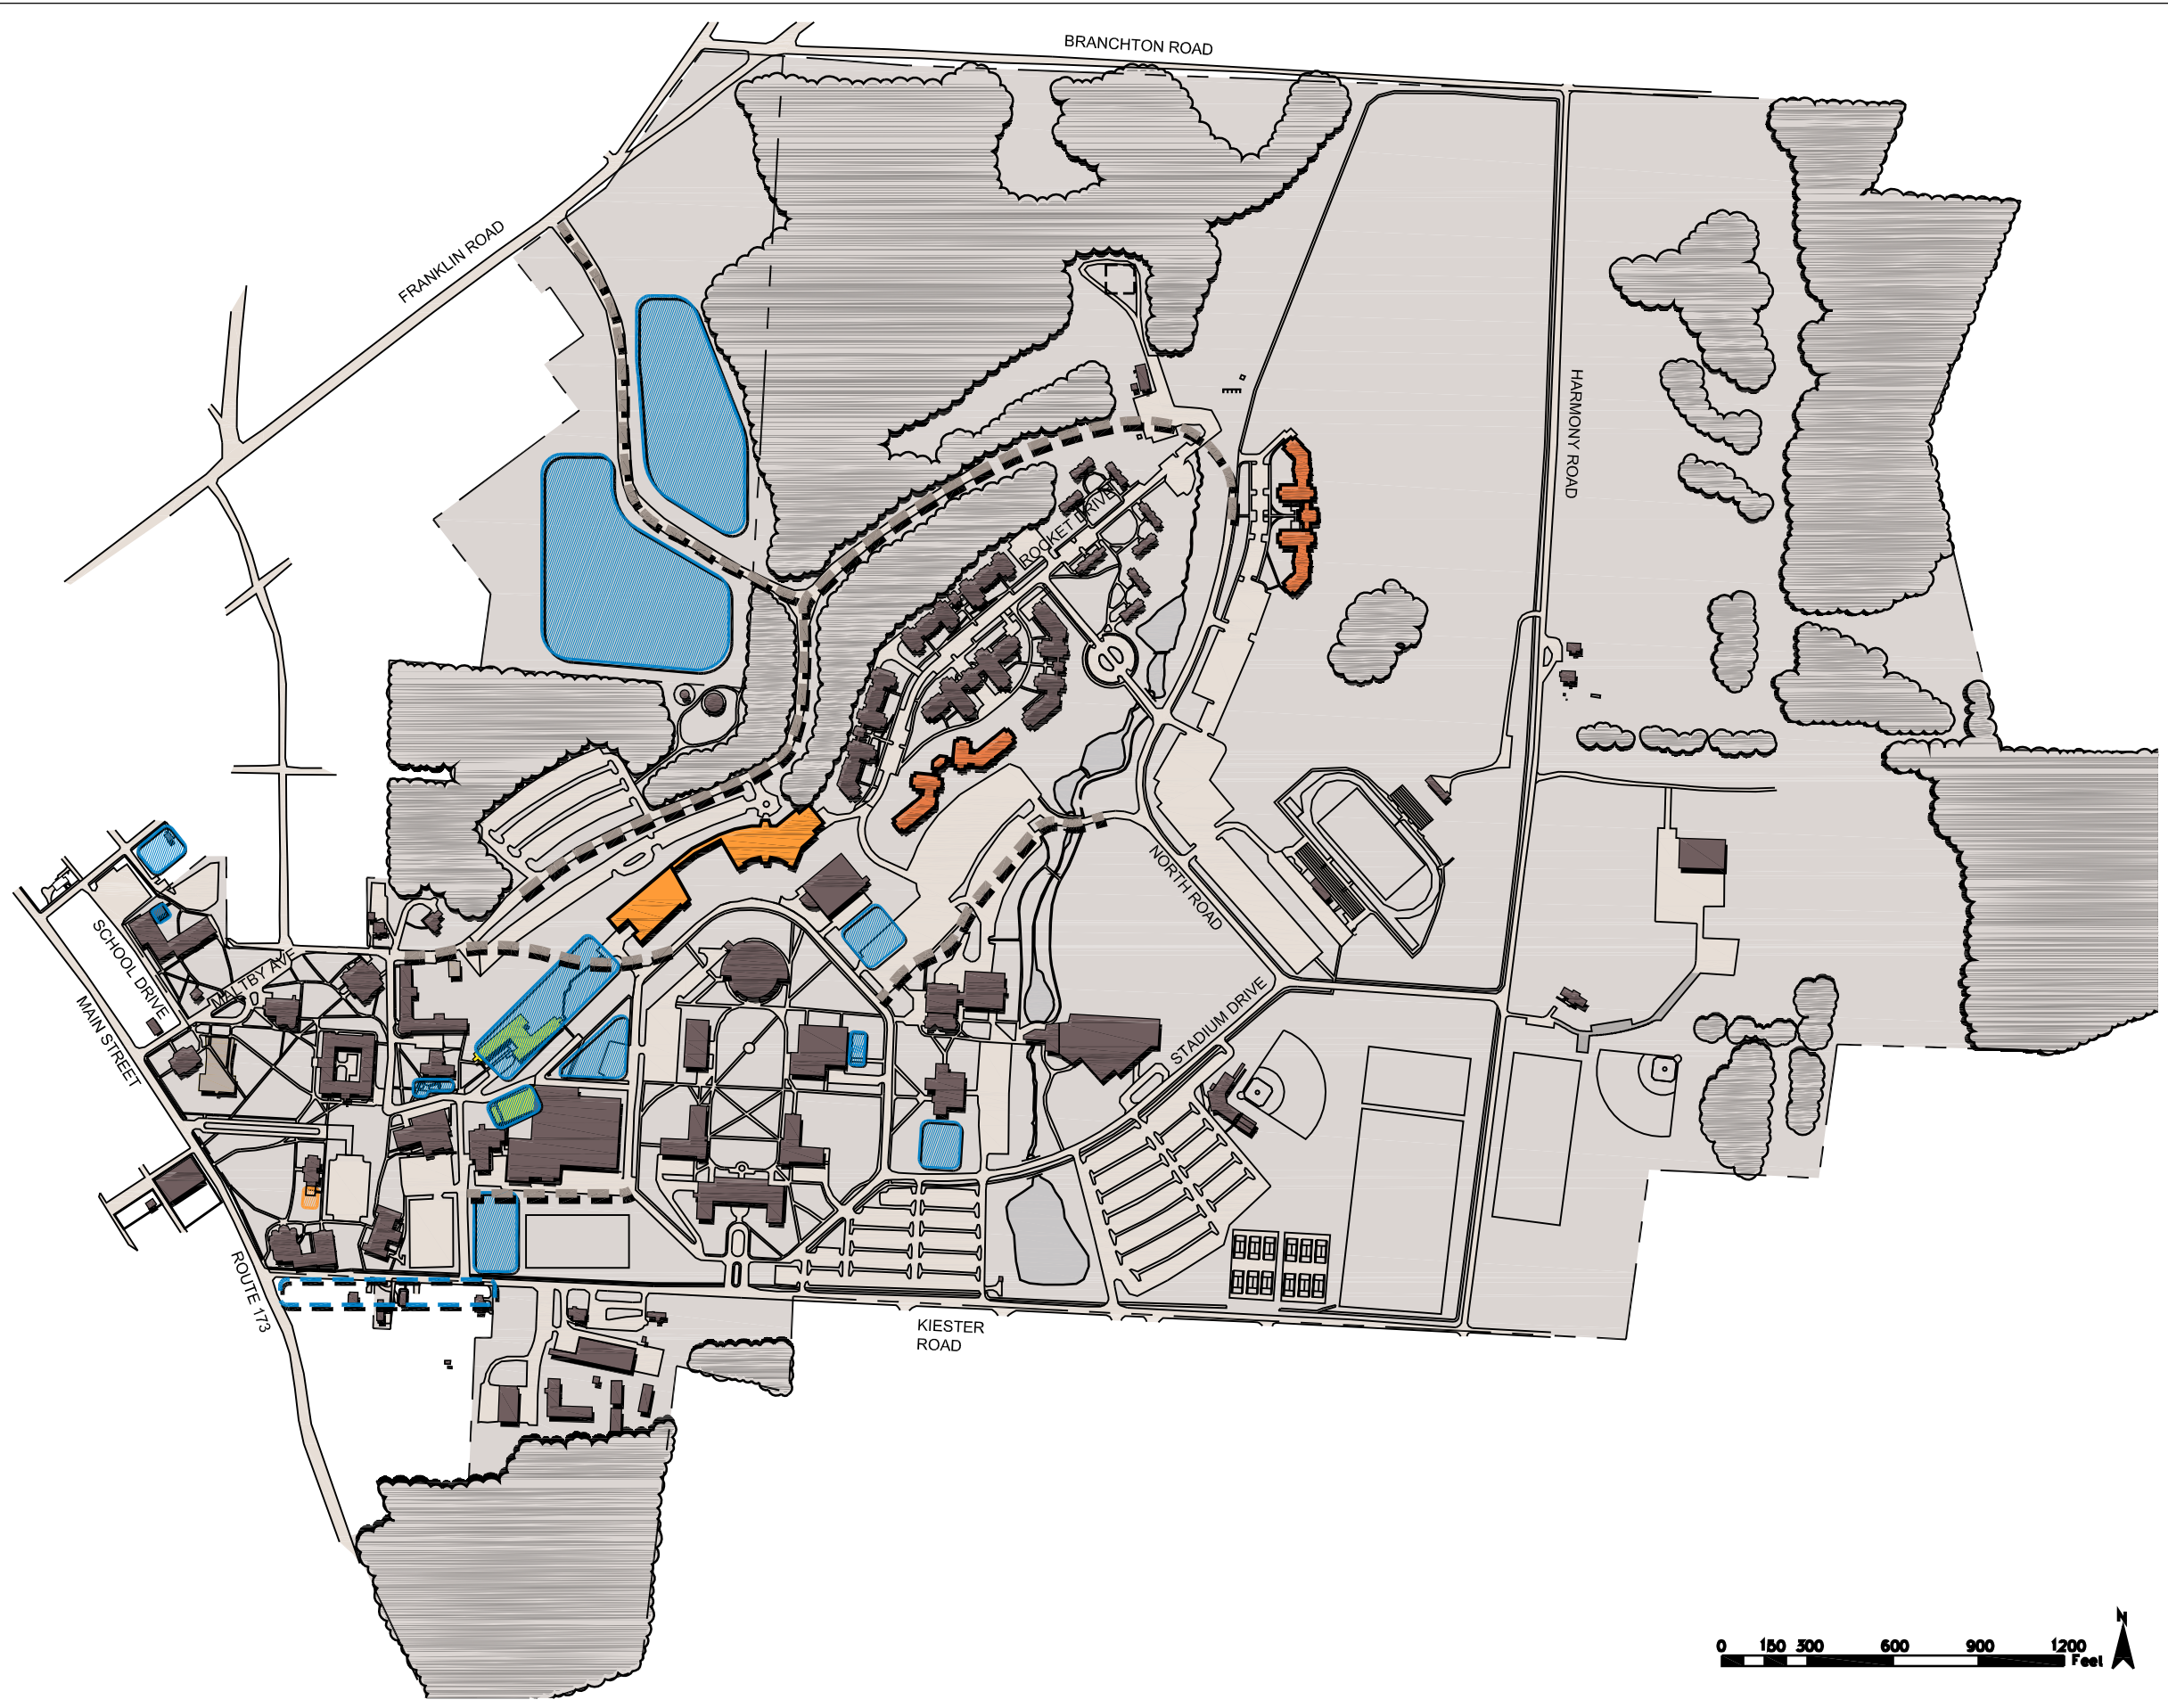 BRANCHTON ROAD
FRANKLIN ROAD
HARMONY ROAD
ROCKET DRIVE
NORTH ROAD
SCHOOL DRIVE
MALTBY AVE
MAIN STREET
STADIUM DRIVE
ROUTE 173
KIESTER
ROAD
N
0 150 300 600 900 1200
Feet